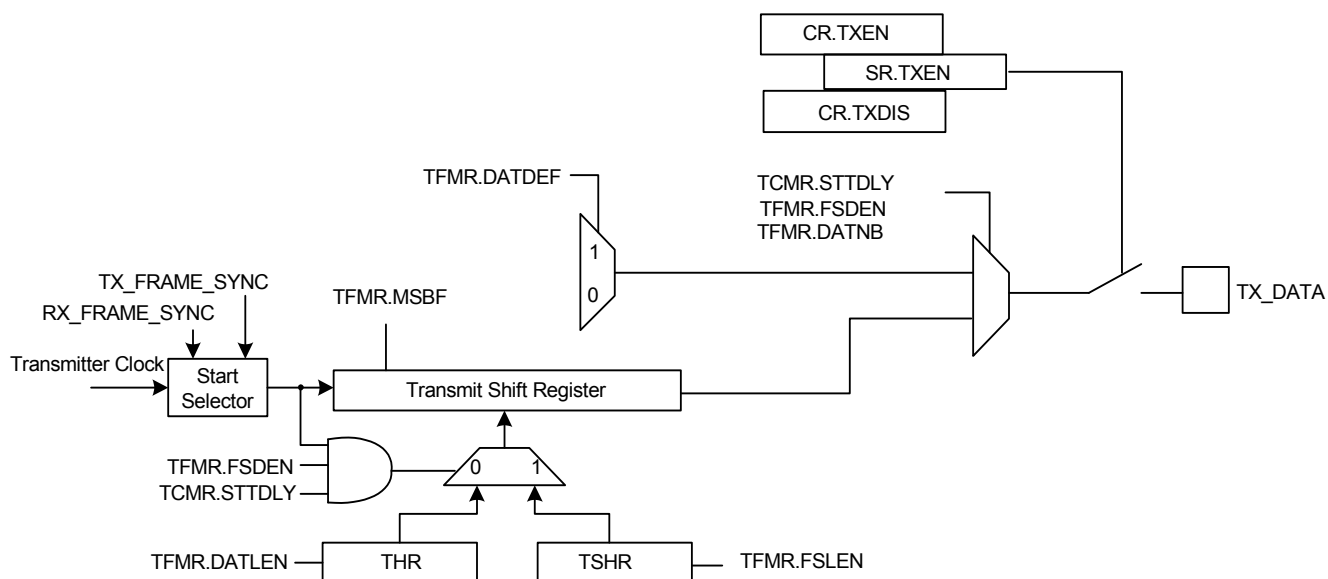 CR.TXEN
SR.TXEN
CR.TXDIS
TFMR.DATDEF
TCMR.STTDLY
TFMR.FSDEN
TFMR.DATNB
1
0
TX_FRAME_SYNC
RX_FRAME_SYNC
TFMR.MSBF
TX_DATA
Transmitter Clock
Start
Selector
Transmit Shift Register
TFMR.FSDEN
TCMR.STTDLY
0 1
TFMR.DATLEN
THR
TSHR
TFMR.FSLEN